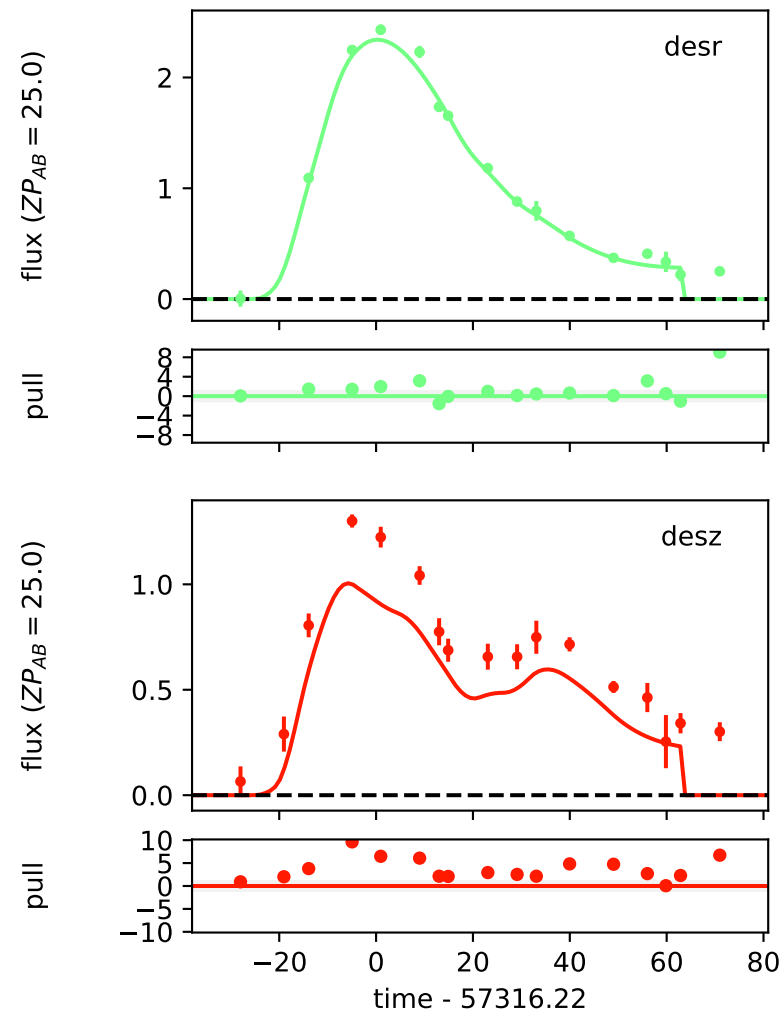 desr
flux (ZP_AB = 25.0)
2
1
0
pull
8
4
0
−4
−8
desz
flux (ZP_AB = 25.0)
1.0
0.5
0.0
pull
10
5
0
−5
−10
−20 0 20 40 60 80
time - 57316.22